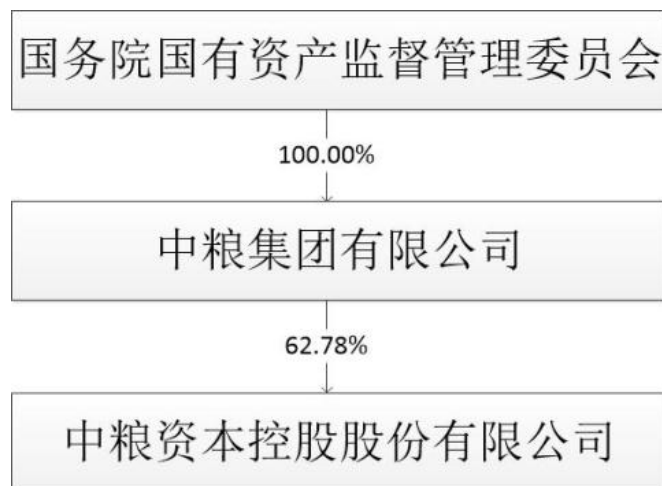 国务院国有资产监督管理委员会
100.00%
中粮集团有限公司
62.78%
中粮资本控股股份有限公司